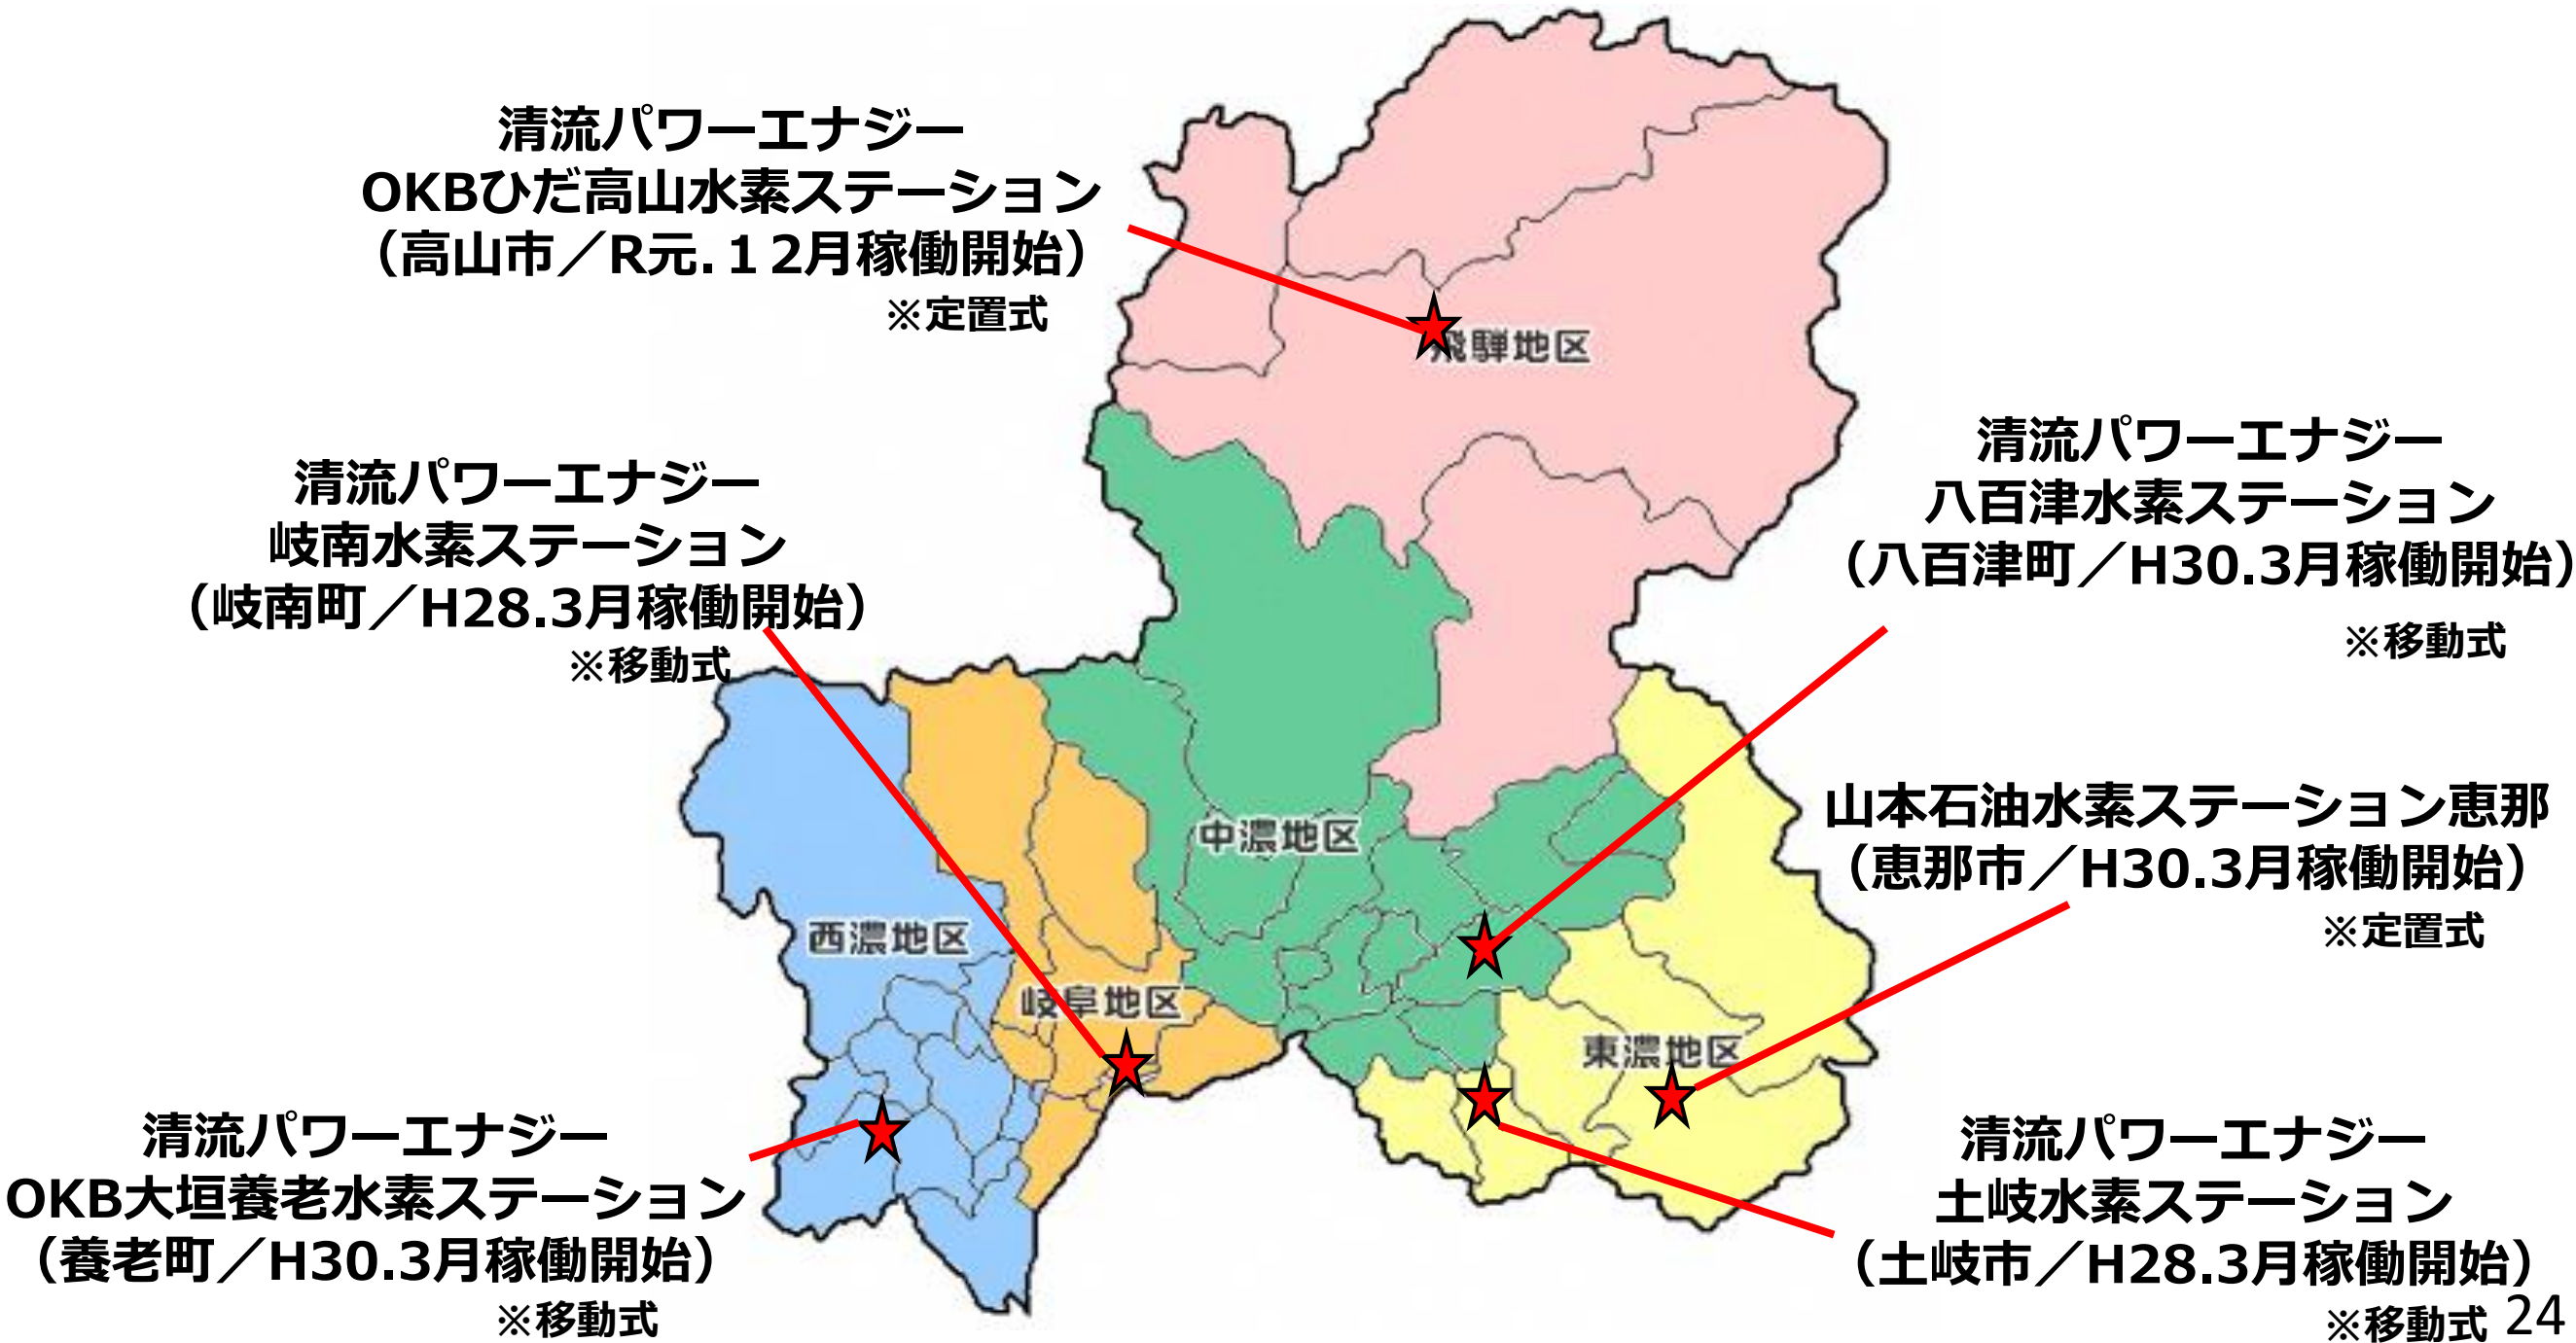 清流パワーエナジー
OKBひだ高山水素ステーション
（高山市／R元.１2月稼働開始）
※定置式
飛騨地区
清流パワーエナジー
岐南水素ステーション
（岐南町／H28.3月稼働開始）
※移動式
清流パワーエナジー
八百津水素ステーション
（八百津町／H30.3月稼働開始）
※移動式
中濃地区
山本石油水素ステーション恵那
（恵那市／H30.3月稼働開始）
※定置式
西濃地区
岐阜地区
東濃地区
清流パワーエナジー
OKB大垣養老水素ステーション
（養老町／H30.3月稼働開始）
※移動式
清流パワーエナジー
土岐水素ステーション
（土岐市／H28.3月稼働開始）
※移動式
24